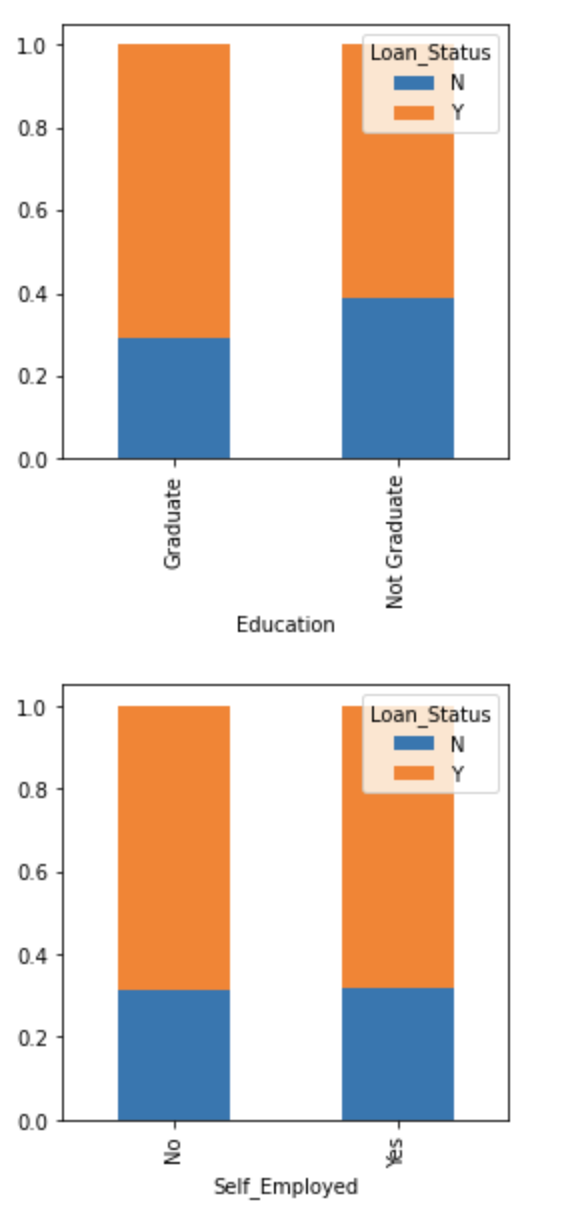 1.0
Loan_Status
N
Y
0.8
0.6
0.4
0.2
0.0
Graduate
Not Graduate
Education
1.0
Loan_Status
N
Y
0.8
0.6
0.4
0.2
0.0
No
Yes
Self_Employed